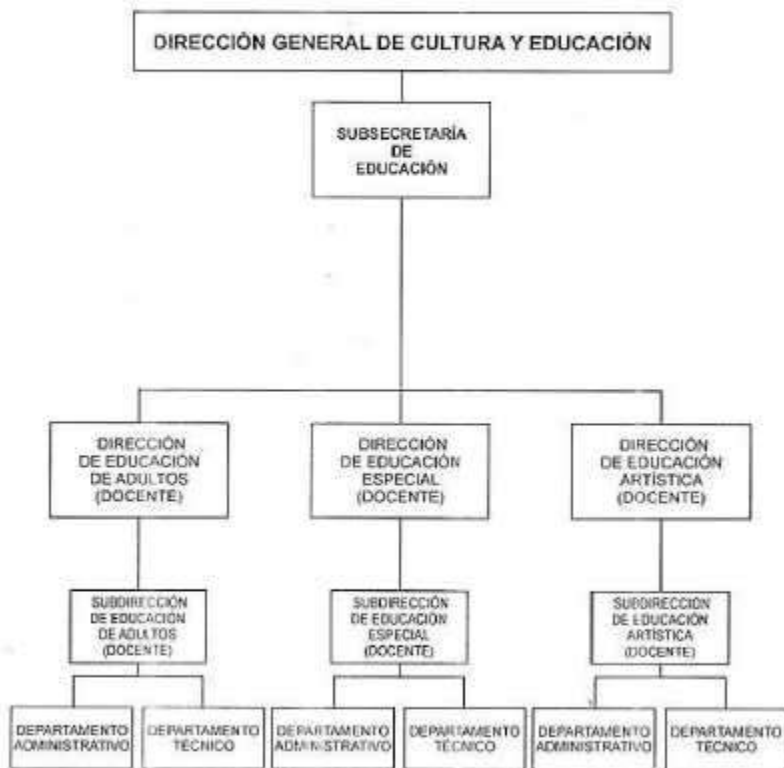 DIRECCIÓN GENERAL DE CULTURA Y EDUCACIÓN
SUBSECRETARÍA
DE
EDUCACIÓN
DIRECCIÓN
DE EDUCACIÓN
DE ADULTOS
(DOCENTE)
DIRECCIÓN
DE EDUCACIÓN
ESPECIAL
(DOCENTE)
DIRECCIÓN
DE EDUCACIÓN
ARTÍSTICA
(DOCENTE)
SUBDIRECCIÓN
DE EDUCACIÓN
DE ADULTOS
(DOCENTE)
SUBDIRECCIÓN
DE EDUCACIÓN
ESPECIAL
(DOCENTE)
SUBDIRECCIÓN
DE EDUCACIÓN
ARTÍSTICA
(DOCENTE)
DEPARTAMENTO
ADMINISTRATIVO
DEPARTAMENTO
TÉCNICO
DEPARTAMENTO
ADMINISTRATIVO
DEPARTAMENTO
TÉCNICO
DEPARTAMENTO
ADMINISTRATIVO
DEPARTAMENTO
TÉCNICO